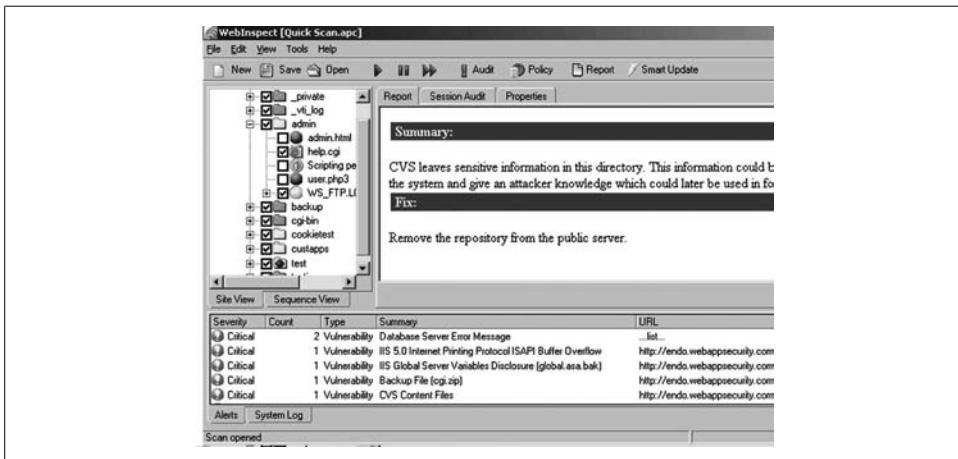 WebInspect [Quick Scan.apc]
File Edit View Tools Help
New Save Open Audit Policy Report Smart Update
_private
_vti_log
admin
admin.html
help.cgi
Scripting pe
user.php3
WS_FTP.LO
backup
cgi-bin
cookietest
custapps
test
Site View Sequence View
Report Session Audit Properties
Summary:
CVS leaves sensitive information in this directory. This information could b
the system and give an attacker knowledge which could later be used in fo
Fix:
Remove the repository from the public server.
Severity Count Type Summary URL
Critical 2 Vulnerability Database Server Error Message ...list...
Critical 1 Vulnerability IIS 5.0 Internet Printing Protocol ISAPI Buffer Overflow http://endo.webappsecurity.com
Critical 1 Vulnerability IIS Global Server Variables Disclosure (global.asa.bak) http://endo.webappsecurity.com
Critical 1 Vulnerability Backup File (cgi.zip) http://endo.webappsecurity.com
Critical 1 Vulnerability CVS Content Files http://endo.webappsecurity.com
Alerts System Log
Scan opened